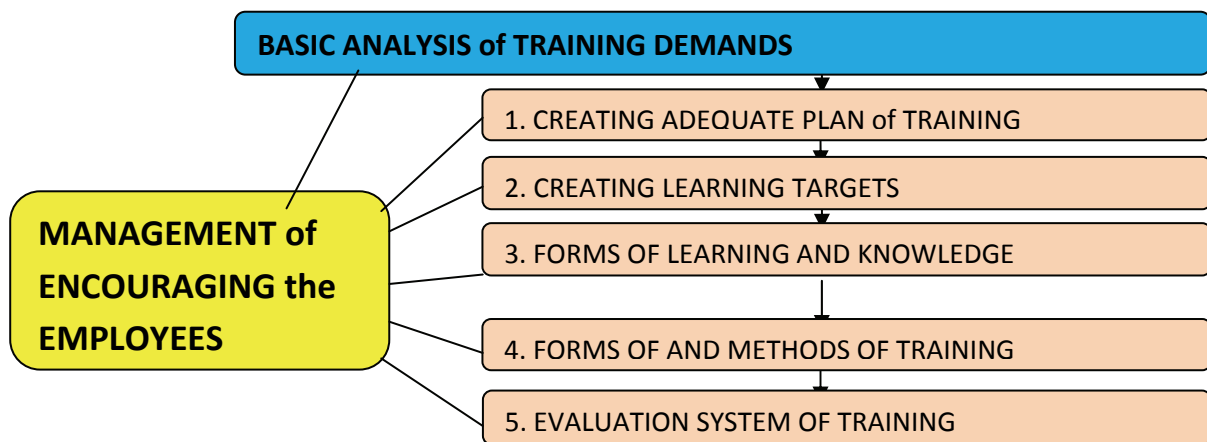 BASIC ANALYSIS of TRAINING DEMANDS
1. CREATING ADEQUATE PLAN of TRAINING
2. CREATING LEARNING TARGETS
MANAGEMENT of
ENCOURAGING the
EMPLOYEES
3. FORMS OF LEARNING AND KNOWLEDGE
4. FORMS OF AND METHODS OF TRAINING
5. EVALUATION SYSTEM OF TRAINING